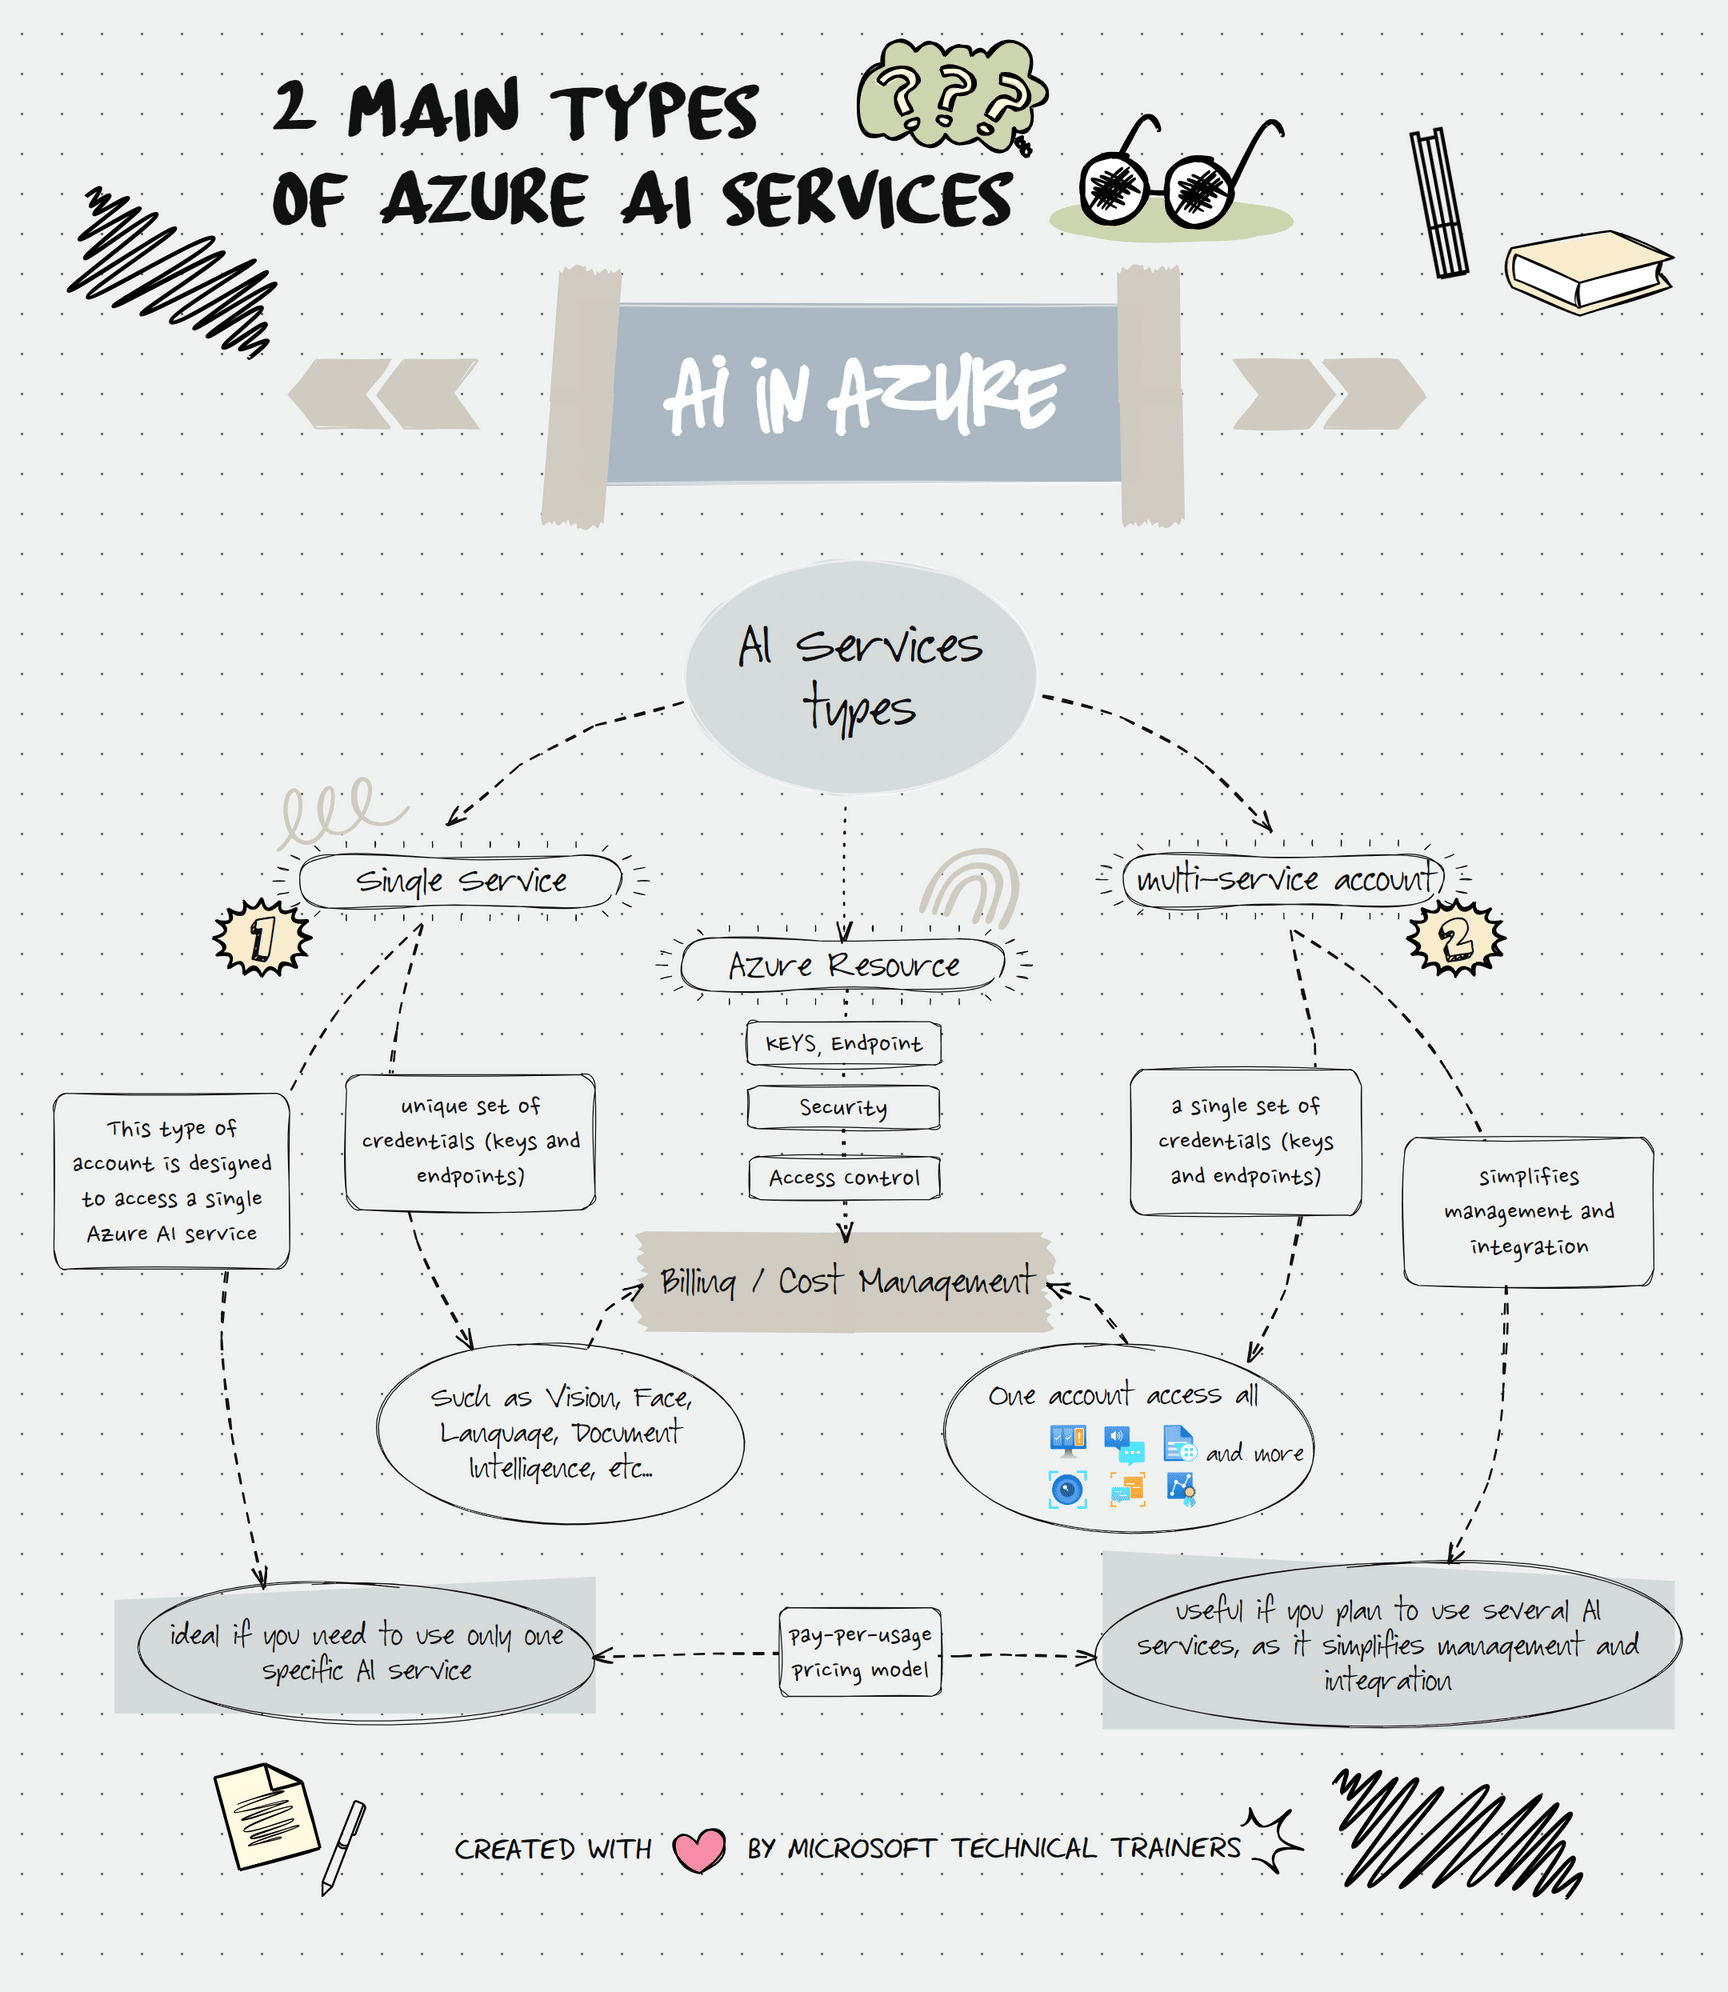 2 MAIN TYPES
OF AZURE AI SERVICES
? ? ?
Ai iN AZURE
AI Services
types
Single Service
multi-service account
1
2
Azure Resource
KEYS, Endpoint
Security
Access control
This type of
account is designed
to access a single
Azure AI service
unique set of
credentials (keys and
endpoints)
a single set of
credentials (keys
and endpoints)
simplifies
management and
integration
Billing / Cost Management
Such as Vision, Face,
Language, Document
Intelligence, etc...
One account access all
and more
ideal if you need to use only one
specific AI service
pay-per-usage
pricing model
useful if you plan to use several AI
services, as it simplifies management and
integration
CREATED WITH BY MICROSOFT TECHNICAL TRAINERS